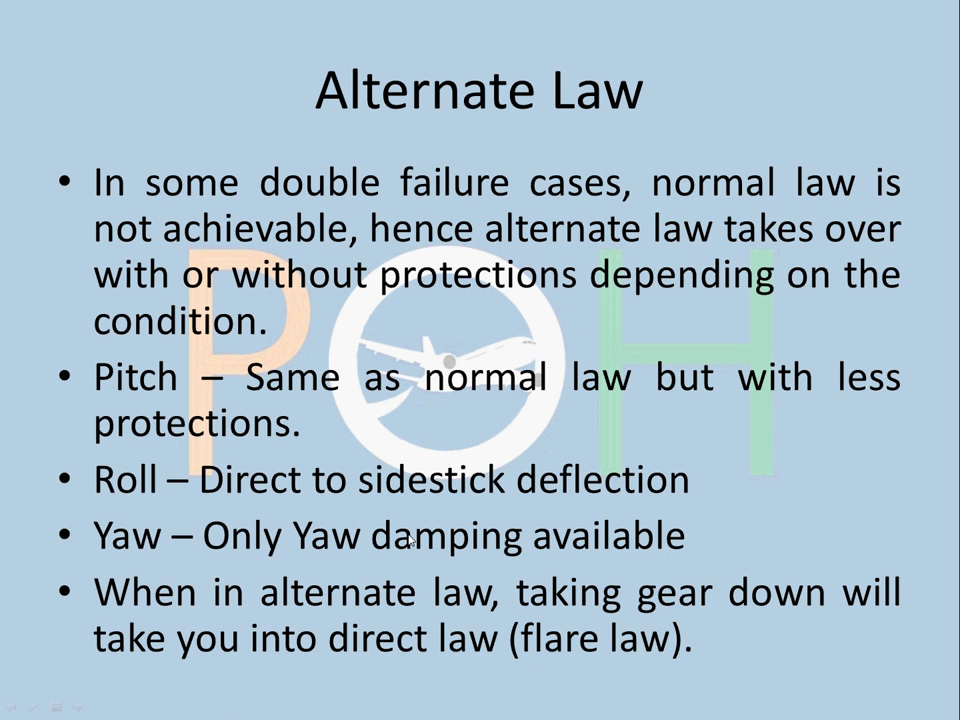 Alternate Law
• In some double failure cases, normal law is
not achievable, hence alternate law takes over
with or without protections depending on the
condition.
• Pitch – Same as normal law but with less
protections.
• Roll – Direct to sidestick deflection
• Yaw – Only Yaw damping available
• When in alternate law, taking gear down will
take you into direct law (flare law).
POH